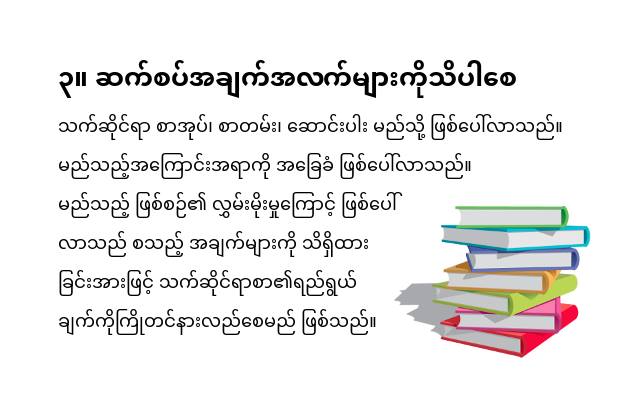 ၃။ ဆက်စပ်အချက်အလက်များကိုသိပါစေ
သက်ဆိုင်ရာ စာအုပ်၊ စာတမ်း၊ ဆောင်းပါး မည်သို့ ဖြစ်ပေါ်လာသည်။
မည်သည့်အကြောင်းအရာကို အခြေခံ ဖြစ်ပေါ်လာသည်။
မည်သည့် ဖြစ်စဉ်၏ လွှမ်းမိုးမှုကြောင့် ဖြစ်ပေါ်
လာသည် စသည့် အချက်များကို သိရှိထား
ခြင်းအားဖြင့် သက်ဆိုင်ရာစာ၏ရည်ရွယ်
ချက်ကိုကြိုတင်နားလည်စေမည် ဖြစ်သည်။